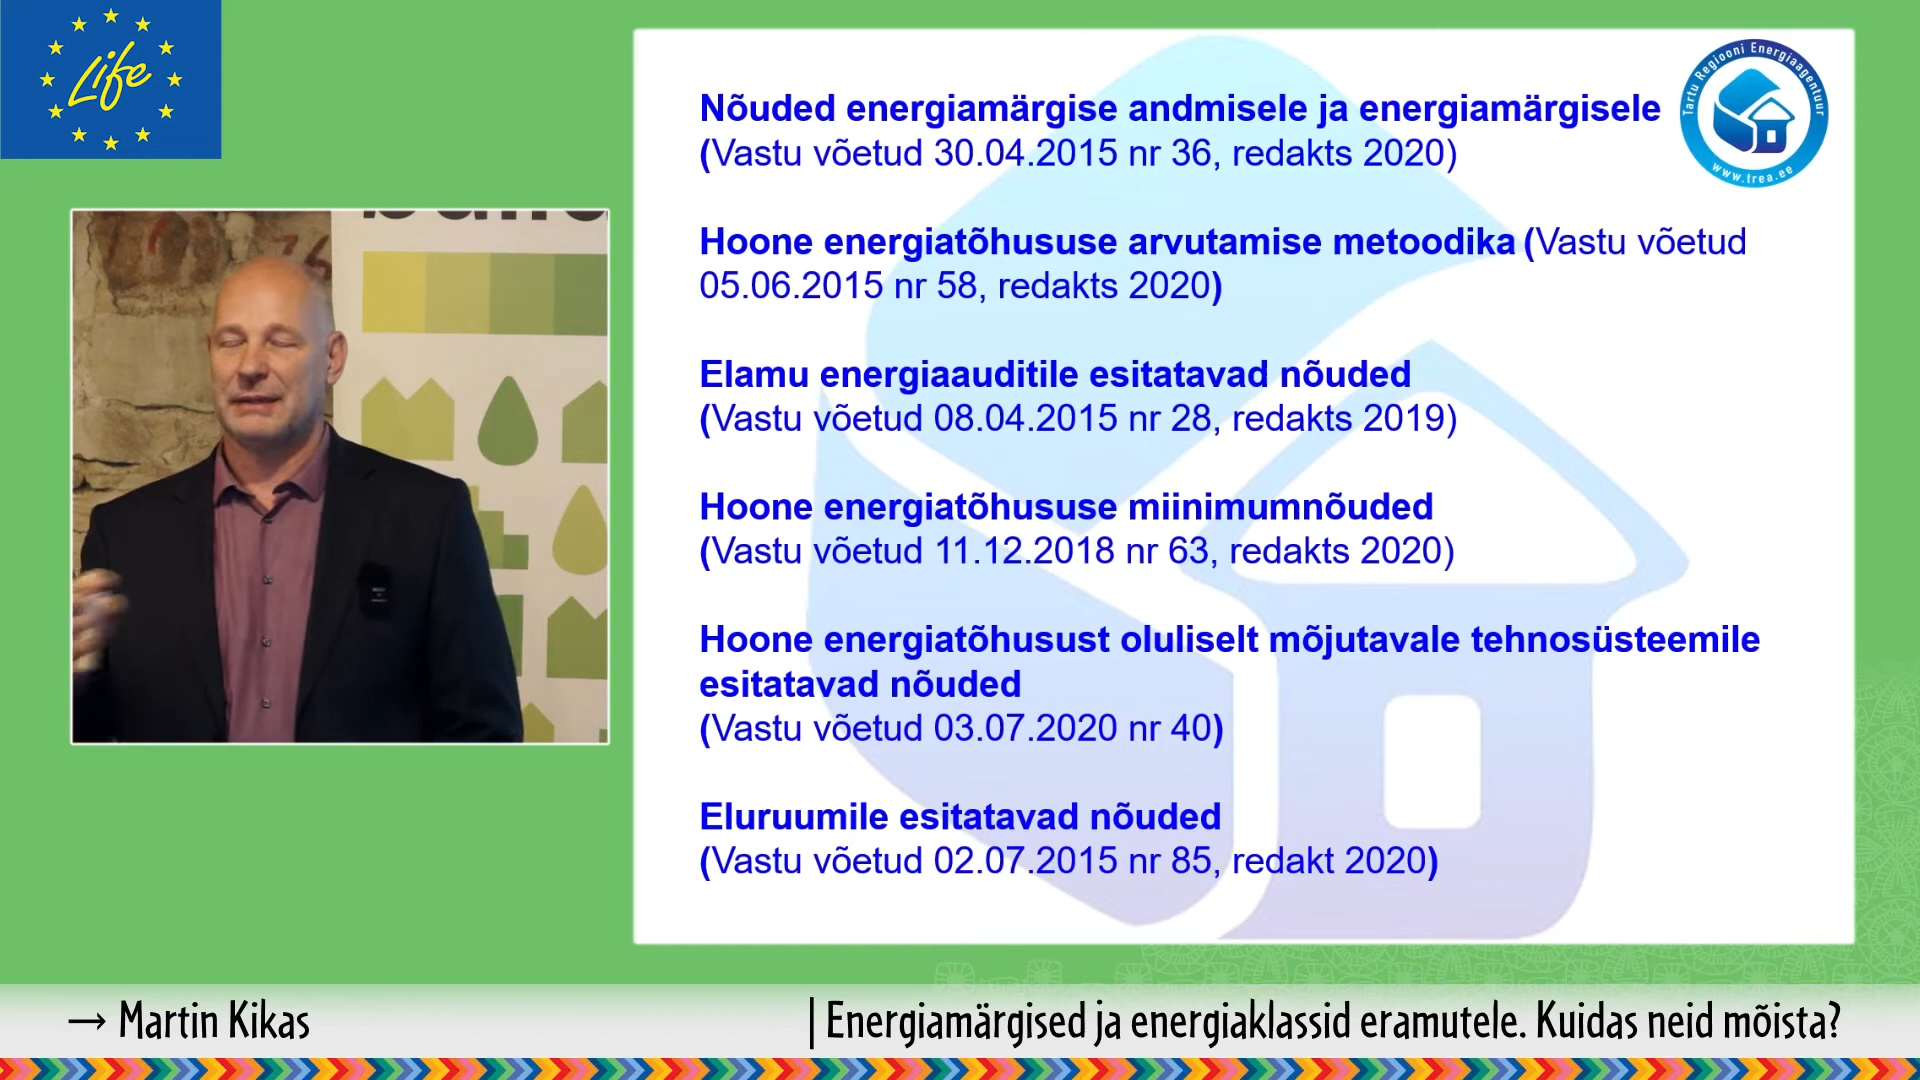 Life
Tartu Regiooni Energiaagentuur
www.trea.ee
Nõuded energiamärgise andmisele ja energiamärgisele
(Vastu võetud 30.04.2015 nr 36, redakts 2020)
Hoone energiatõhususe arvutamise metoodika (Vastu võetud
05.06.2015 nr 58, redakts 2020)
Elamu energiaauditile esitatavad nõuded
(Vastu võetud 08.04.2015 nr 28, redakts 2019)
Hoone energiatõhususe miinimumnõuded
(Vastu võetud 11.12.2018 nr 63, redakts 2020)
Hoone energiatõhusust oluliselt mõjutavale tehnosüsteemile
esitatavad nõuded
(Vastu võetud 03.07.2020 nr 40)
Eluruumile esitatavad nõuded
(Vastu võetud 02.07.2015 nr 85, redakt 2020)
→ Martin Kikas
| Energiamärgised ja energiaklassid eramutele. Kuidas neid mõista?